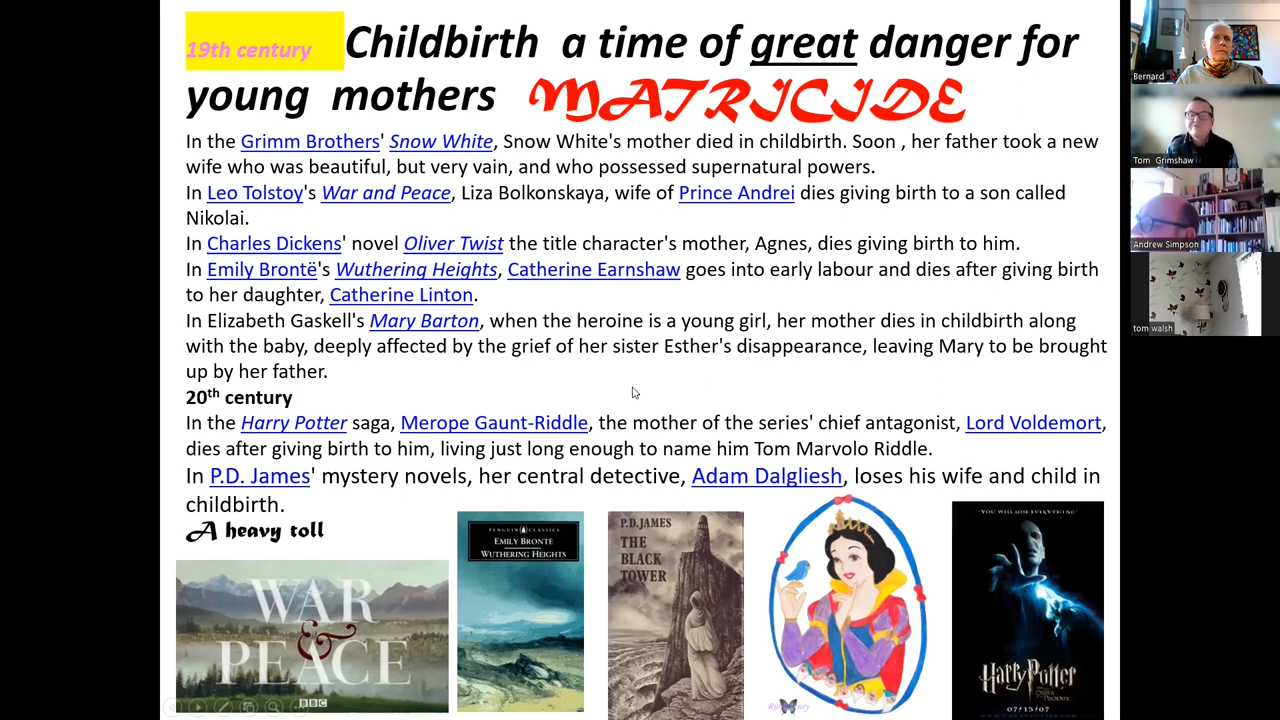 19th century Childbirth a time of great danger for
young mothers MATRICIDE
In the Grimm Brothers' Snow White, Snow White's mother died in childbirth. Soon , her father took a new
wife who was beautiful, but very vain, and who possessed supernatural powers.
In Leo Tolstoy's War and Peace, Liza Bolkonskaya, wife of Prince Andrei dies giving birth to a son called
Nikolai.
In Charles Dickens' novel Oliver Twist the title character's mother, Agnes, dies giving birth to him.
In Emily Brontë's Wuthering Heights, Catherine Earnshaw goes into early labour and dies after giving birth
to her daughter, Catherine Linton.
In Elizabeth Gaskell's Mary Barton, when the heroine is a young girl, her mother dies in childbirth along
with the baby, deeply affected by the grief of her sister Esther's disappearance, leaving Mary to be brought
up by her father.
20th century
In the Harry Potter saga, Merope Gaunt-Riddle, the mother of the series' chief antagonist, Lord Voldemort,
dies after giving birth to him, living just long enough to name him Tom Marvolo Riddle.
In P.D. James' mystery novels, her central detective, Adam Dalgliesh, loses his wife and child in
childbirth.
A heavy toll
WAR
&
PEACE
BBC
PENGUIN CLASSICS
EMILY BRONTË
WUTHERING HEIGHTS
P.D. JAMES
THE
BLACK
TOWER
"YOU WILL LOSE EVERYTHING"
Harry Potter
AND THE
ORDER OF THE
PHOENIX
07/13/07
Bernard
Tom Grimshaw
Andrew Simpson
tom walsh